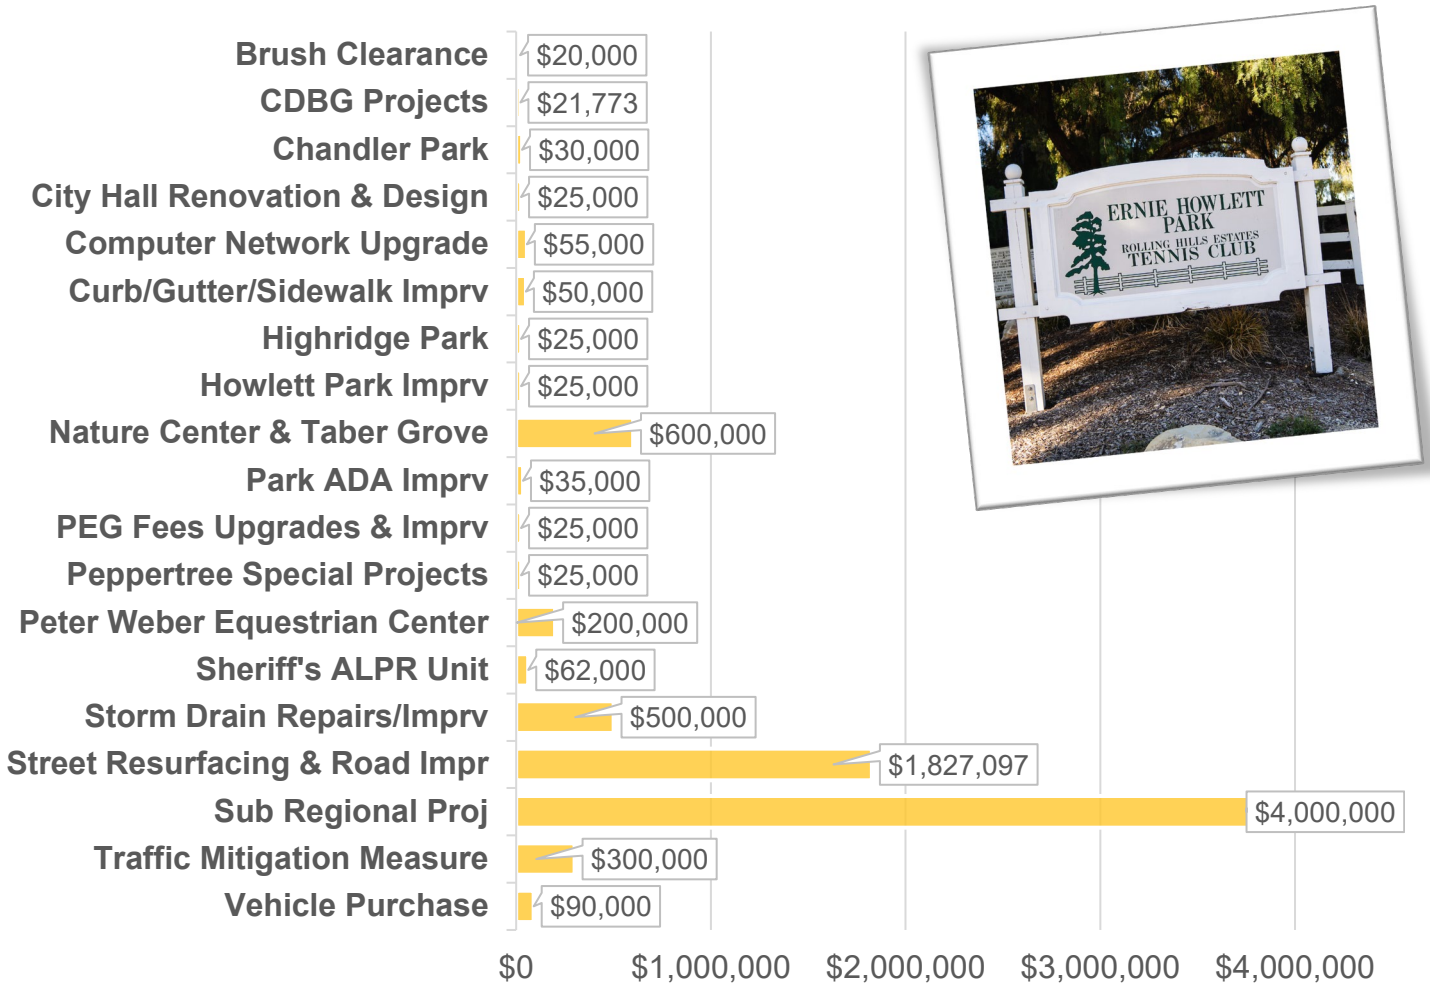 Brush Clearance $20,000
CDBG Projects $21,773
Chandler Park $30,000
City Hall Renovation & Design $25,000
Computer Network Upgrade $55,000
Curb/Gutter/Sidewalk Imprv $50,000
Highridge Park $25,000
Howlett Park Imprv $25,000
Nature Center & Taber Grove $600,000
Park ADA Imprv $35,000
PEG Fees Upgrades & Imprv $25,000
Peppertree Special Projects $25,000
Peter Weber Equestrian Center $200,000
Sheriff's ALPR Unit $62,000
Storm Drain Repairs/Imprv $500,000
Street Resurfacing & Road Impr $1,827,097
Sub Regional Proj $4,000,000
Traffic Mitigation Measure $300,000
Vehicle Purchase $90,000
$0 $1,000,000 $2,000,000 $3,000,000 $4,000,000
ERNIE HOWLETT
PARK
ROLLING HILLS ESTATES
TENNIS CLUB